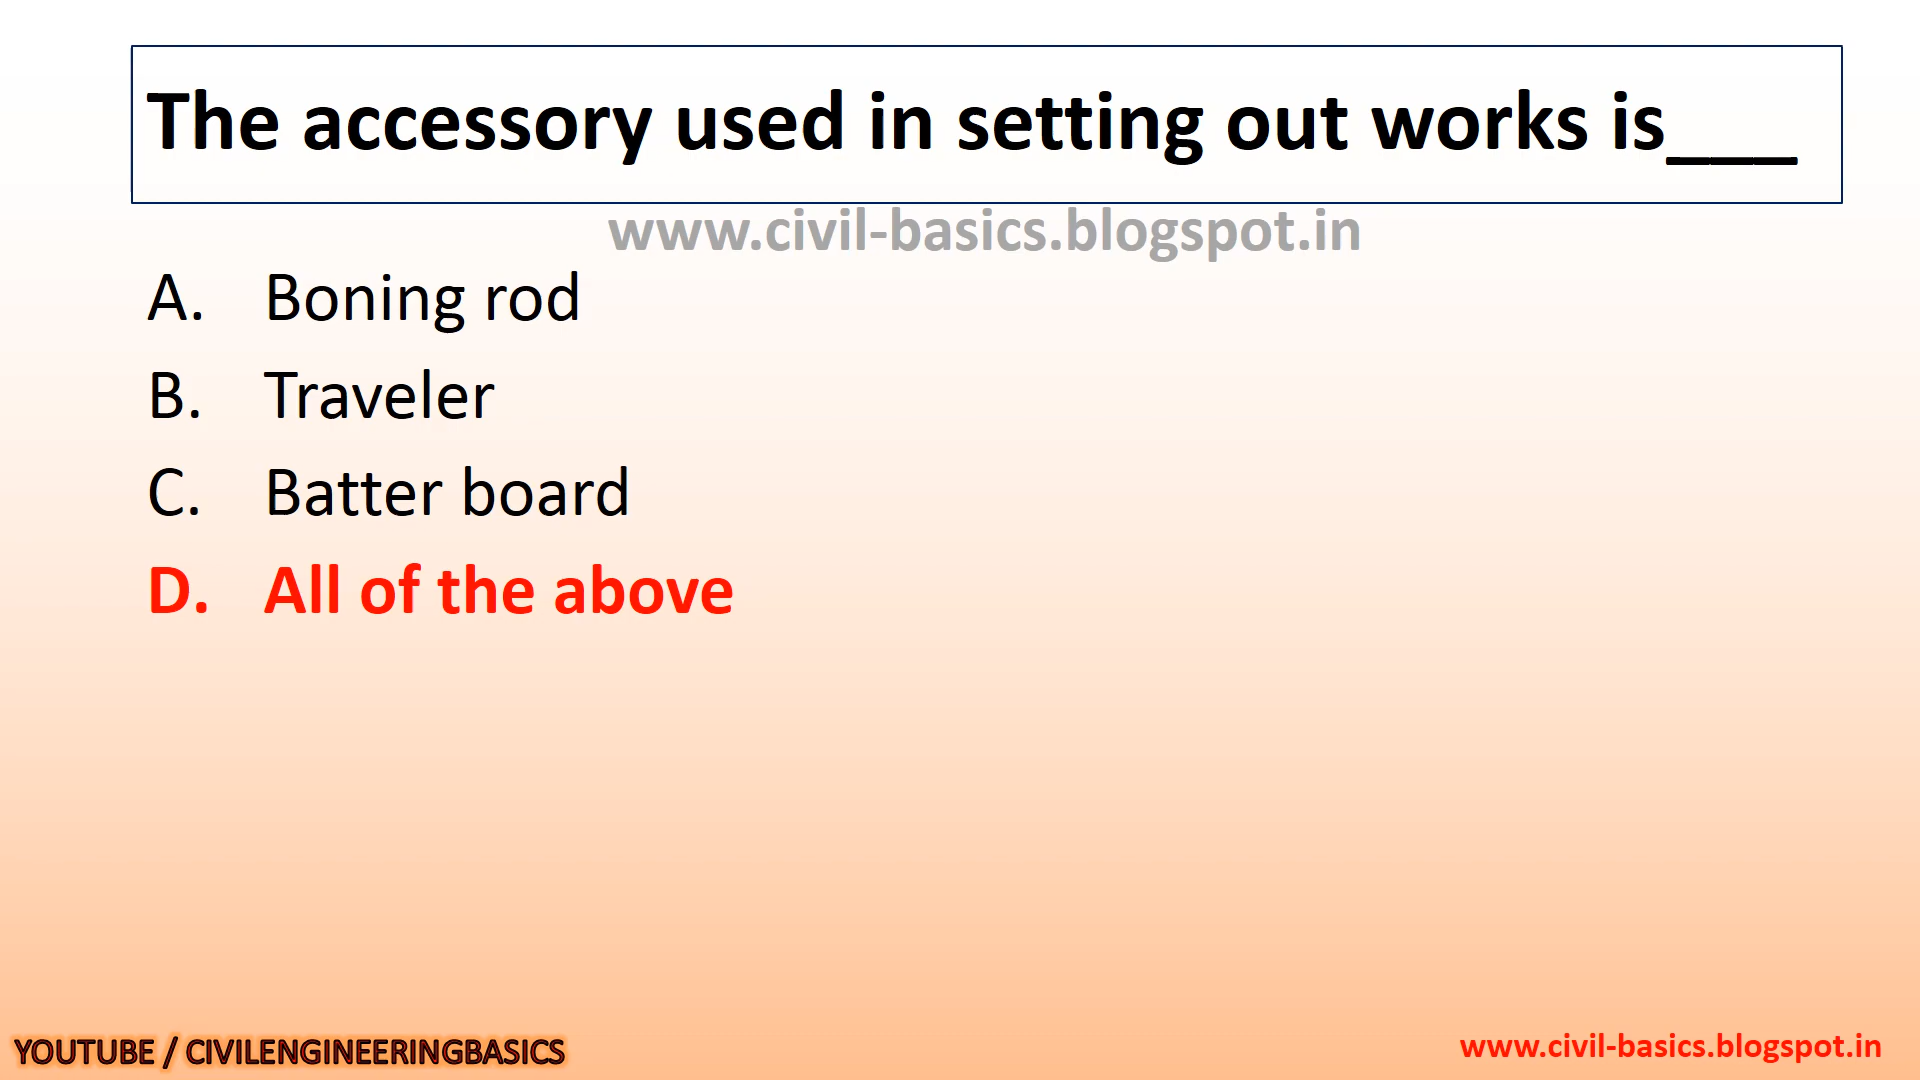 The accessory used in setting out works is___
www.civil-basics.blogspot.in
A. Boning rod
B. Traveler
C. Batter board
D. All of the above
YOUTUBE / CIVILENGINEERINGBASICS
www.civil-basics.blogspot.in